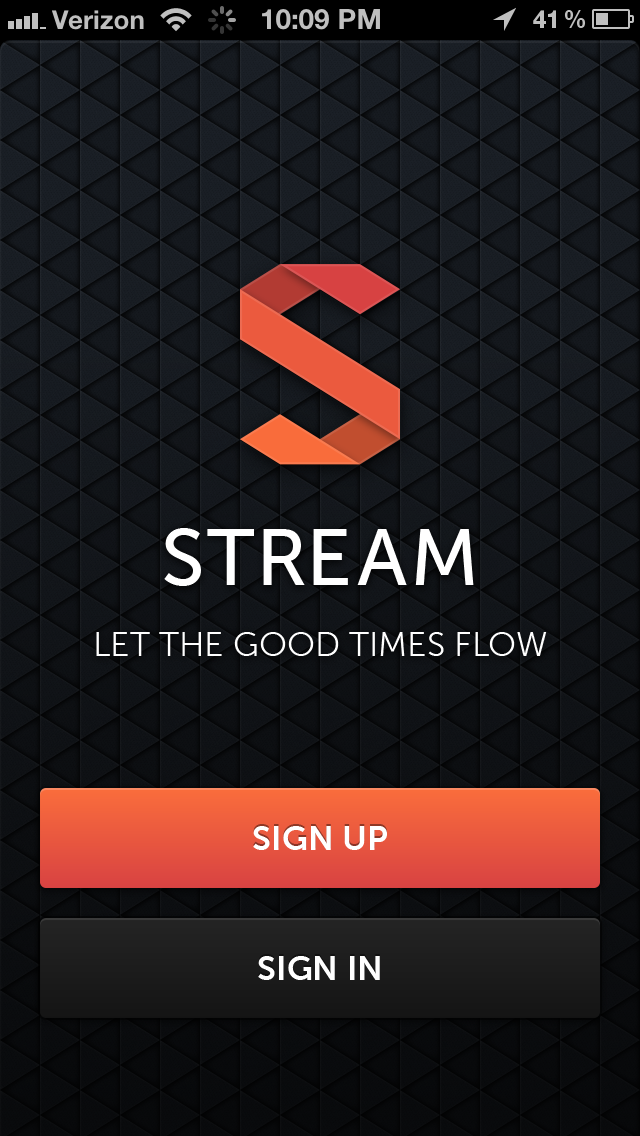 Verizon 10:09 PM 41 %
STREAM
LET THE GOOD TIMES FLOW
SIGN UP
SIGN IN